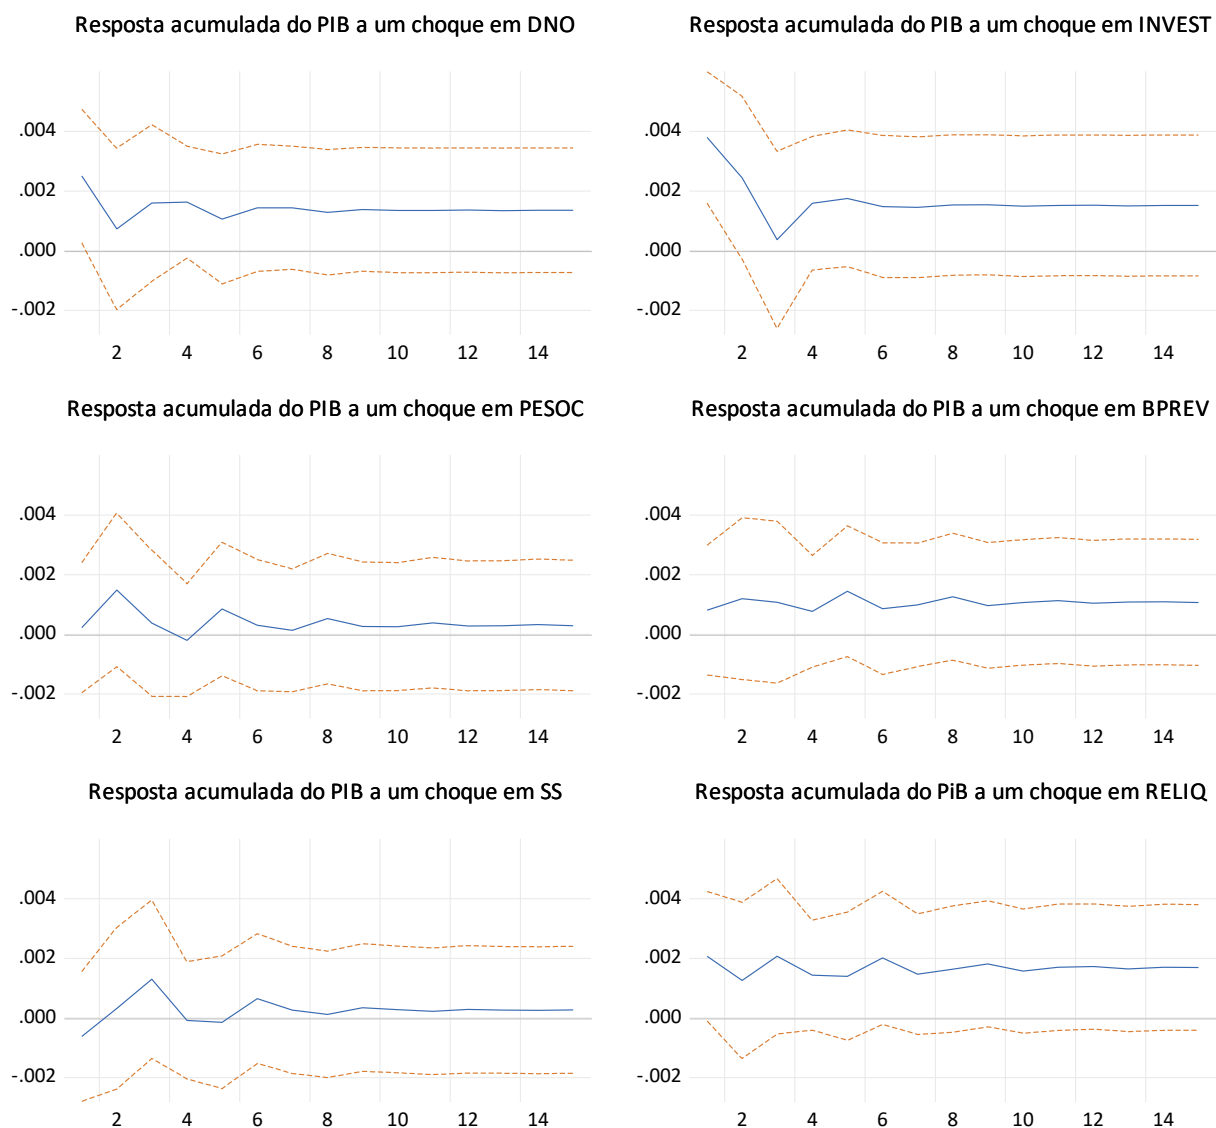 Resposta acumulada do PIB a um choque em DNO
.004
.002
.000
-.002
2 4 6 8 10 12 14
Resposta acumulada do PIB a um choque em INVEST
.004
.002
.000
-.002
2 4 6 8 10 12 14
Resposta acumulada do PIB a um choque em PESOC
.004
.002
.000
-.002
2 4 6 8 10 12 14
Resposta acumulada do PIB a um choque em BPREV
.004
.002
.000
-.002
2 4 6 8 10 12 14
Resposta acumulada do PIB a um choque em SS
.004
.002
.000
-.002
2 4 6 8 10 12 14
Resposta acumulada do PiB a um choque em RELIQ
.004
.002
.000
-.002
2 4 6 8 10 12 14